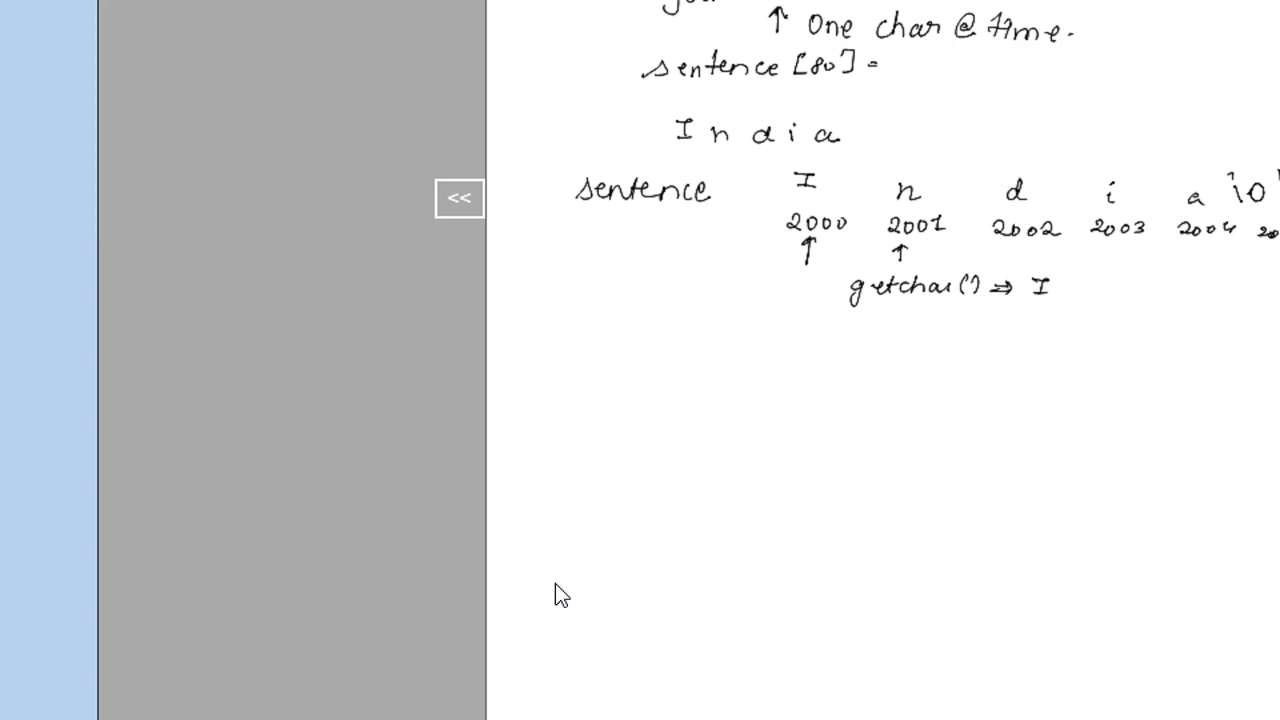 ↑ One char @ time.
sentence [80] =
I n d i a
<< sentence I n d i a '\0'
2000 2001 2002 2003 2004
↑ ↑
getchar() ⇒ I